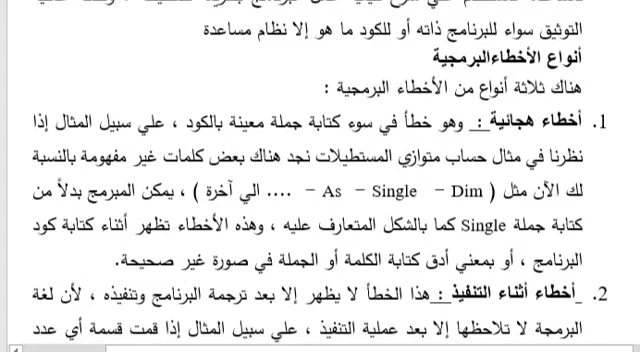 التوثيق سواء للبرنامج ذاته أو للكود ما هو إلا نظام مساعدة
أنواع الأخطاءالبرمجية
هناك ثلاثة أنواع من الأخطاء البرمجية :
1. أخطاء هجائية : وهو خطأ في سوء كتابة جملة معينة بالكود ، علي سبيل المثال إذا
نظرنا في مثال حساب متوازي المستطيلات نجد هناك بعض كلمات غير مفهومة بالنسبة
لك الآن مثل ( Dim – Single – As – .... الي آخرة ) ، يمكن المبرمج بدلاً من
كتابة جملة Single كما بالشكل المتعارف عليه ، وهذه الأخطاء تظهر أثناء كتابة كود
البرنامج ، أو بمعني أدق كتابة الكلمة أو الجملة في صورة غير صحيحة.
2. أخطاء أثناء التنفيذ : هذا الخطأ لا يظهر إلا بعد ترجمة البرنامج وتنفيذه ، لأن لغة
البرمجة لا تلاحظها إلا بعد عملية التنفيذ ، علي سبيل المثال إذا قمت قسمة أي عدد